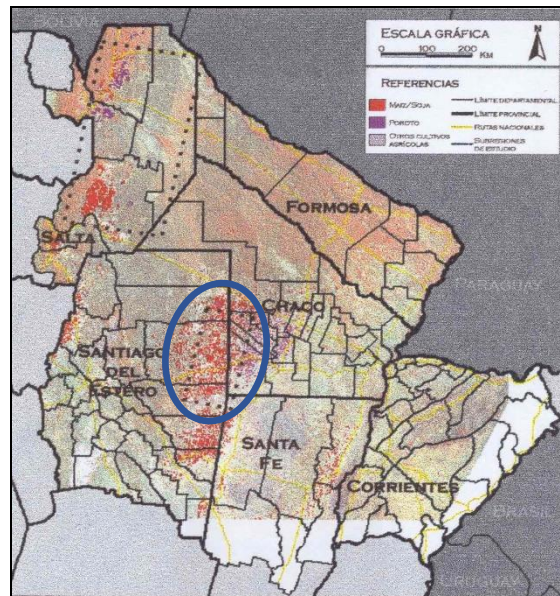 BOLIVIA
ESCALA GRÁFICA
0 100 200
KM
N
REFERENCIAS
MAIZ/SOJA
POROTO
OTROS CULTIVOS
AGRÍCOLAS
LÍMITE DEPARTAMENTAL
LÍMITE PROVINCIAL
RUTAS NACIONALES
SUBREGIONES
DE ESTUDIO
PARAGUAY
FORMOSA
SALTA
CHACO
SANTIAGO
DEL
ESTERO
SANTA
FE
CORRIENTES
BRASIL
URUGUAY